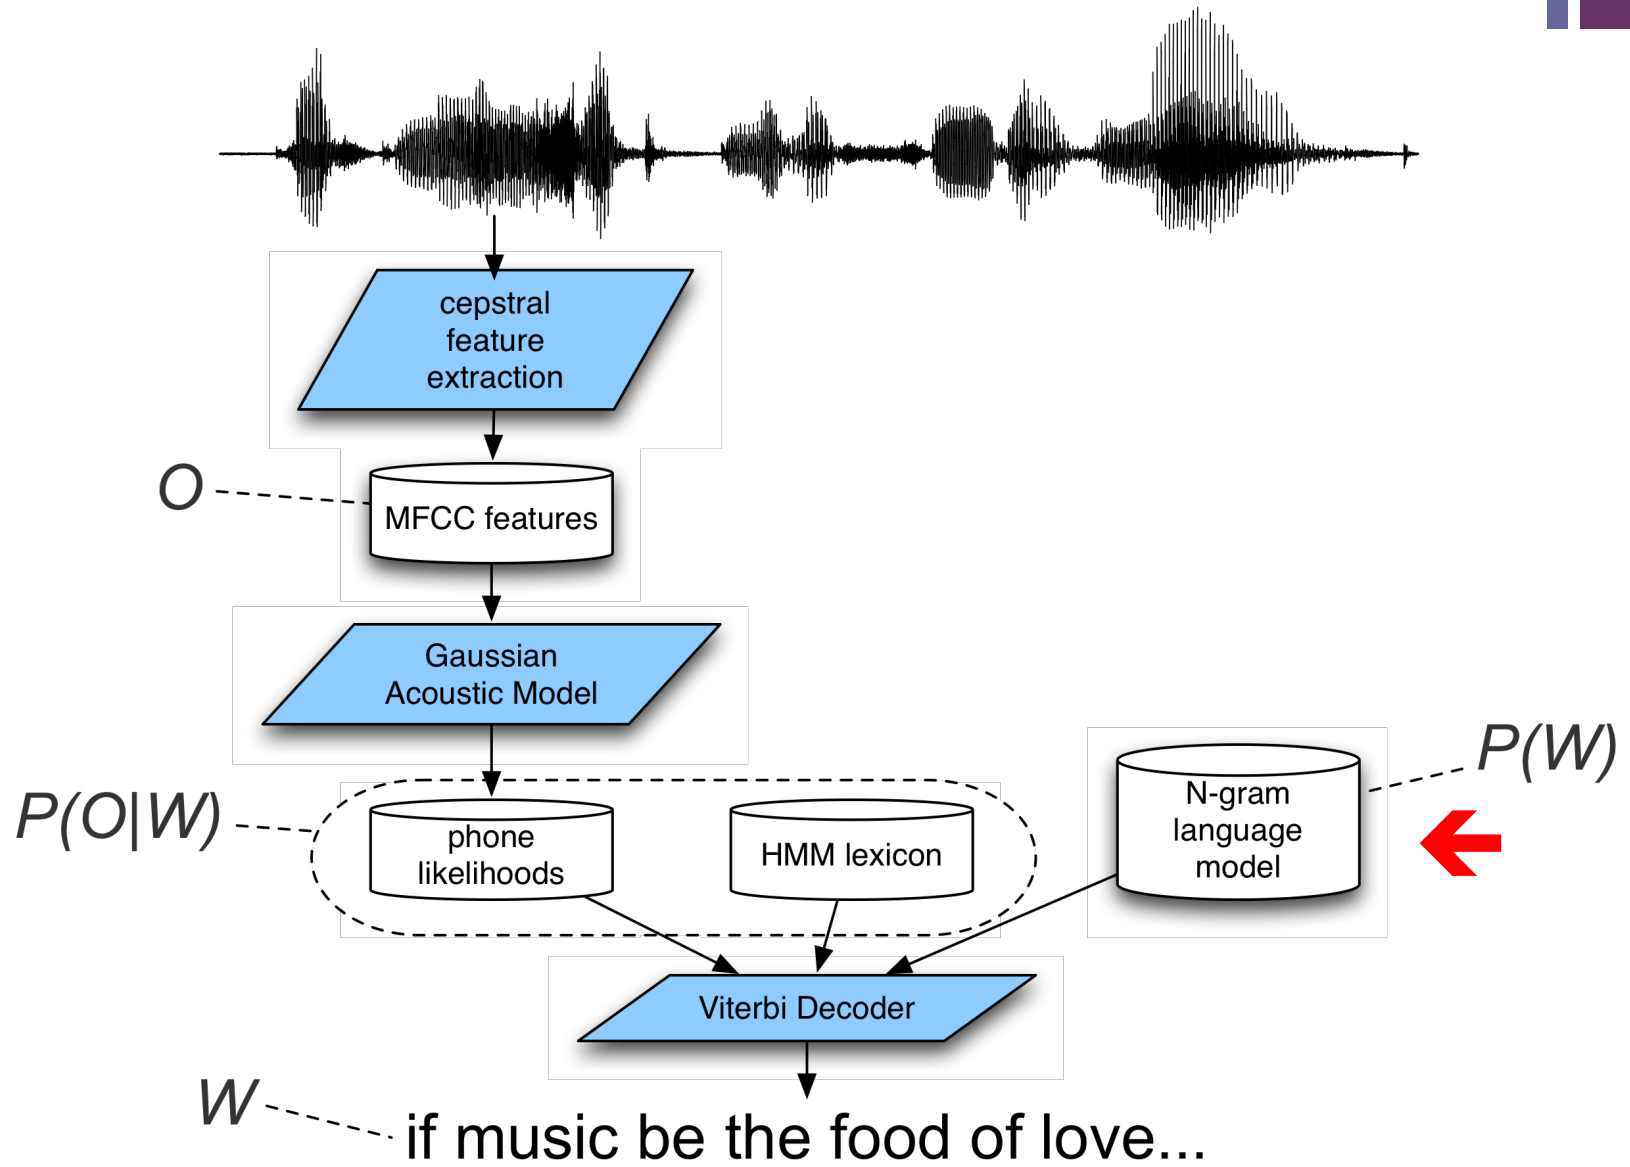 cepstral
feature
extraction
O
MFCC features
Gaussian
Acoustic Model
P(W)
P(O|W)
phone
likelihoods
HMM lexicon
N-gram
language
model
Viterbi Decoder
W
if music be the food of love...